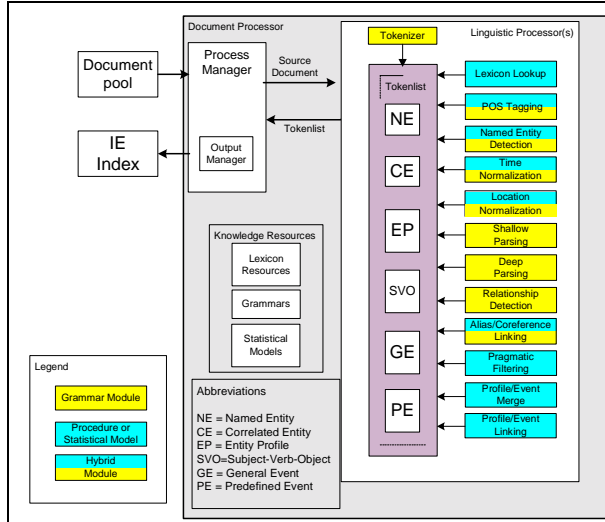 Document Processor
Document
pool
IE
Index
Process
Manager
Output
Manager
Source
Document
Tokenlist
Tokenizer
Linguistic Processor(s)
Tokenlist
NE
CE
EP
SVO
GE
PE
Lexicon Lookup
POS Tagging
Named Entity
Detection
Time
Normalization
Location
Normalization
Shallow
Parsing
Deep
Parsing
Relationship
Detection
Alias/Coreference
Linking
Pragmatic
Filtering
Profile/Event
Merge
Profile/Event
Linking
Knowledge Resources
Lexicon
Resources
Grammars
Statistical
Models
Abbreviations
NE = Named Entity
CE = Correlated Entity
EP = Entity Profile
SVO=Subject-Verb-Object
GE = General Event
PE = Predefined Event
Legend
Grammar Module
Procedure or
Statistical Model
Hybrid
Module